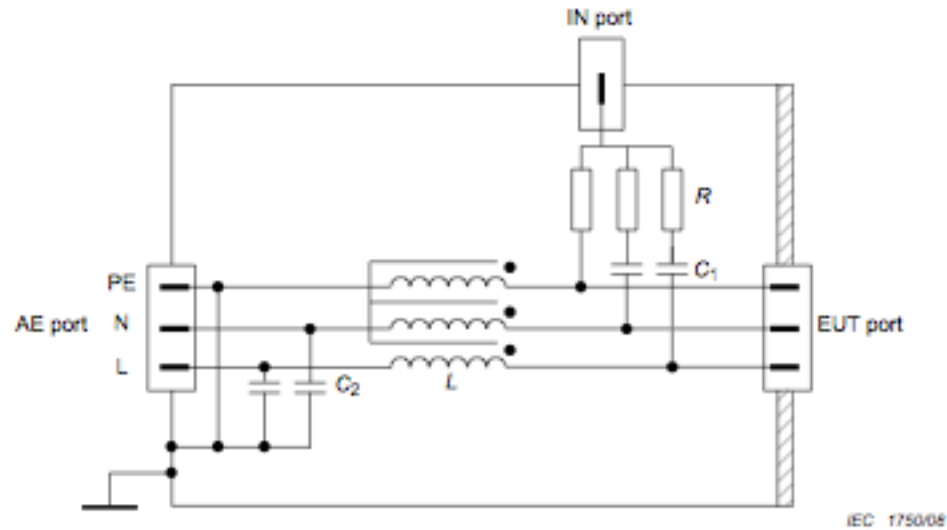 IN port
R
C1
PE
AE port
N
EUT port
L
C2
L
IEC 1750/08